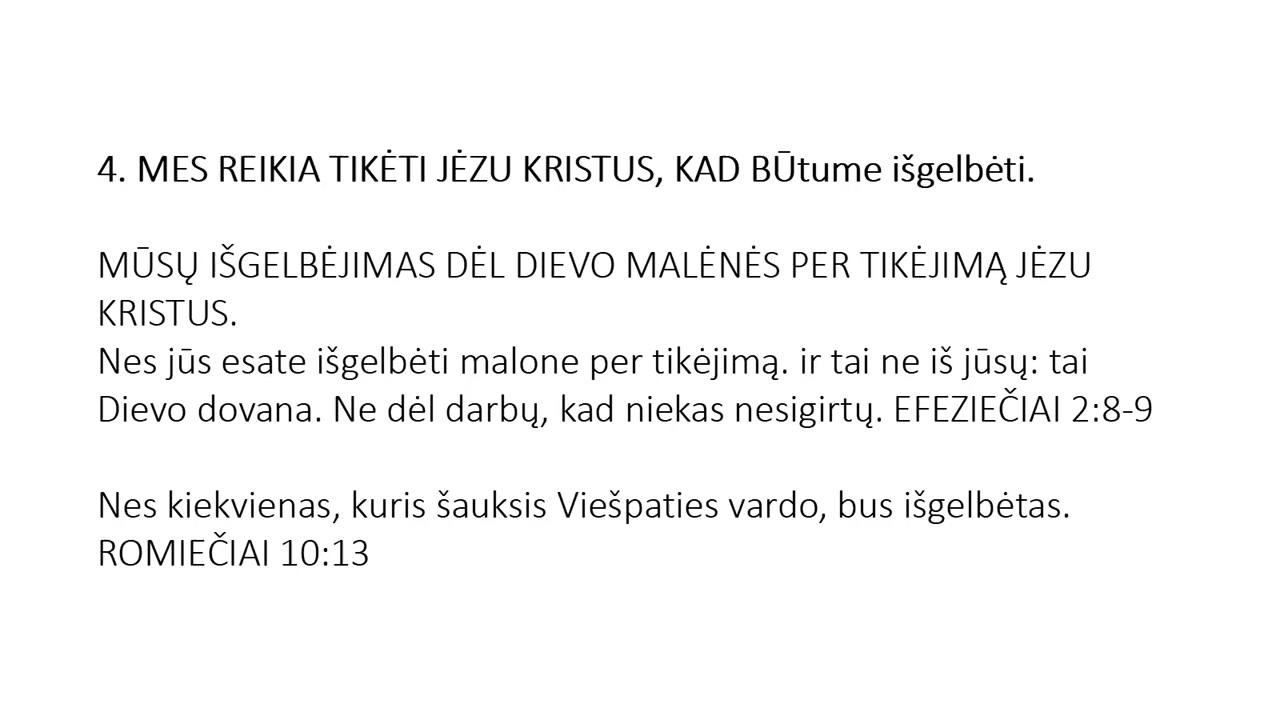 4. MES REIKIA TIKĖTI JĖZU KRISTUS, KAD BŪtume išgelbėti.
MŪSŲ IŠGELBĖJIMAS DĖL DIEVO MALĖNĖS PER TIKĖJIMĄ JĖZU
KRISTUS.
Nes jūs esate išgelbėti malone per tikėjimą. ir tai ne iš jūsų: tai
Dievo dovana. Ne dėl darbų, kad niekas nesigirtų. EFEZIEČIAI 2:8-9
Nes kiekvienas, kuris šauksis Viešpaties vardo, bus išgelbėtas.
ROMIEČIAI 10:13